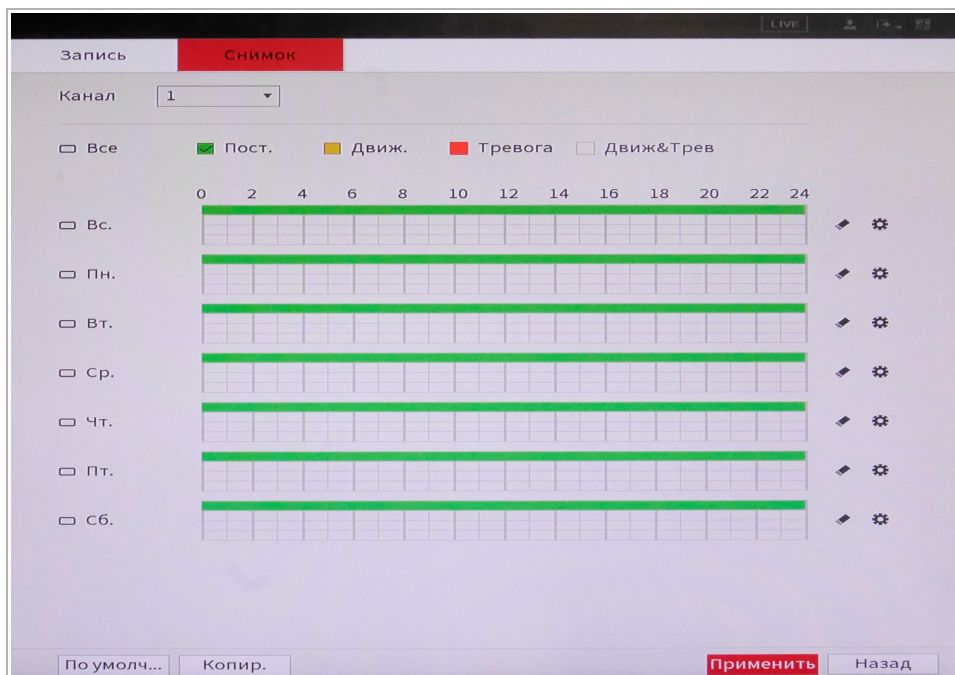 LIVE
Запись Снимок
Канал 1
Все Пост. Движ. Тревога Движ&Трев
0 2 4 6 8 10 12 14 16 18 20 22 24
Вс.
Пн.
Вт.
Ср.
Чт.
Пт.
Сб.
По умолч... Копир. Применить Назад